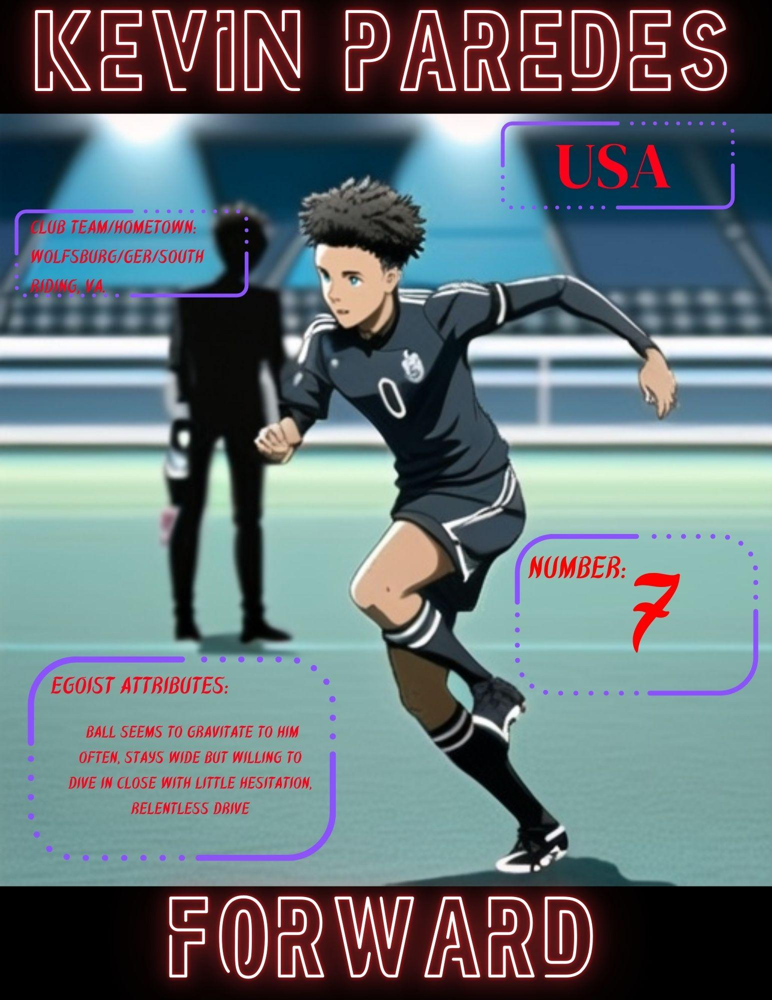 KEVIN PAREDES
USA
CLUB TEAM/HOMETOWN:
WOLFSBURG/GER/SOUTH
RIDING, VA.
0
NUMBER:
7
EGOIST ATTRIBUTES:
BALL SEEMS TO GRAVITATE TO HIM
OFTEN, STAYS WIDE BUT WILLING TO
DIVE IN CLOSE WITH LITTLE HESITATION,
RELENTLESS DRIVE
FORWARD